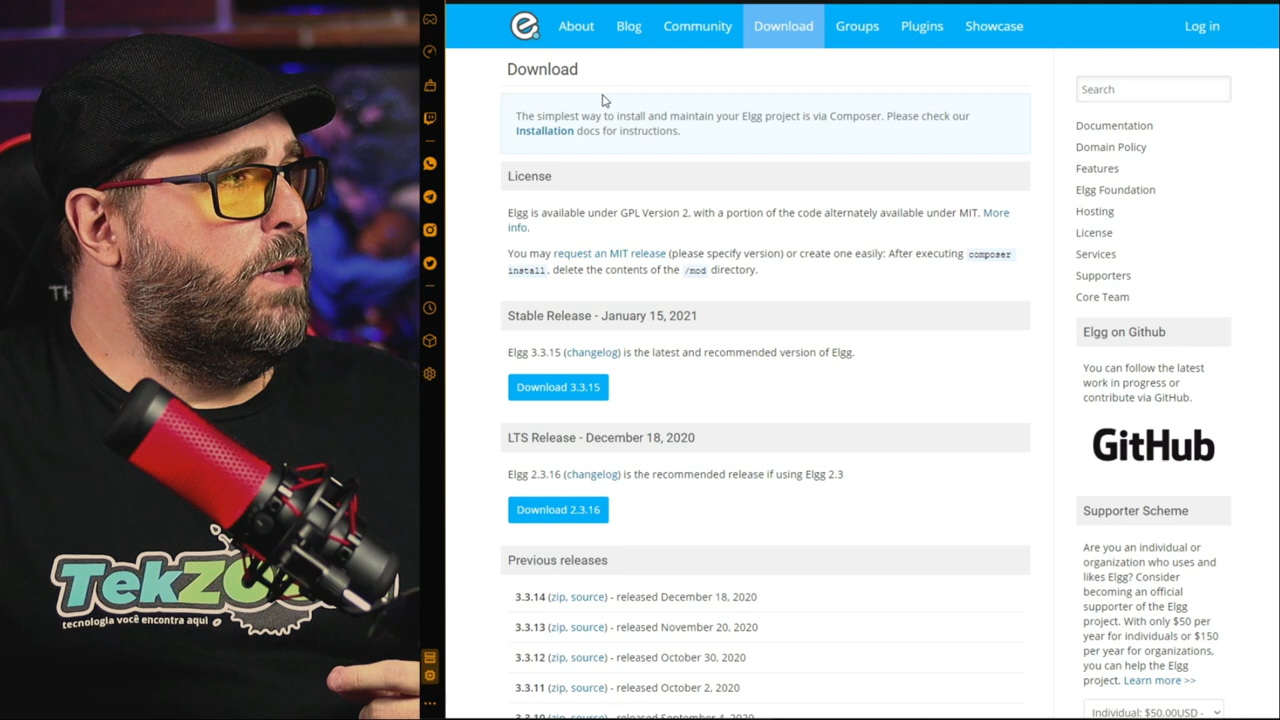 About Blog Community Download Groups Plugins Showcase Log in
Download
The simplest way to install and maintain your Elgg project is via Composer. Please check our
Installation docs for instructions.
License
Elgg is available under GPL Version 2, with a portion of the code alternately available under MIT. More
info.
You may request an MIT release (please specify version) or create one easily: After executing composer
install, delete the contents of the /mod directory.
Stable Release - January 15, 2021
Elgg 3.3.15 (changelog) is the latest and recommended version of Elgg.
Download 3.3.15
LTS Release - December 18, 2020
Elgg 2.3.16 (changelog) is the recommended release if using Elgg 2.3
Download 2.3.16
Previous releases
3.3.14 (zip, source) - released December 18, 2020
3.3.13 (zip, source) - released November 20, 2020
3.3.12 (zip, source) - released October 30, 2020
3.3.11 (zip, source) - released October 2, 2020
3.3.10 (zip, source) - released September 4, 2020
Search
Documentation
Domain Policy
Features
Elgg Foundation
Hosting
License
Services
Supporters
Core Team
Elgg on Github
You can follow the latest
work in progress or
contribute via GitHub.
GitHub
Supporter Scheme
Are you an individual or
organization who uses and
likes Elgg? Consider
becoming an official
supporter of the Elgg
project. With only $50 per
year for individuals or $150
per year for organizations,
you can help the Elgg
project. Learn more >>
Individual: $50.00USD -
tecnologia você encontra aqui